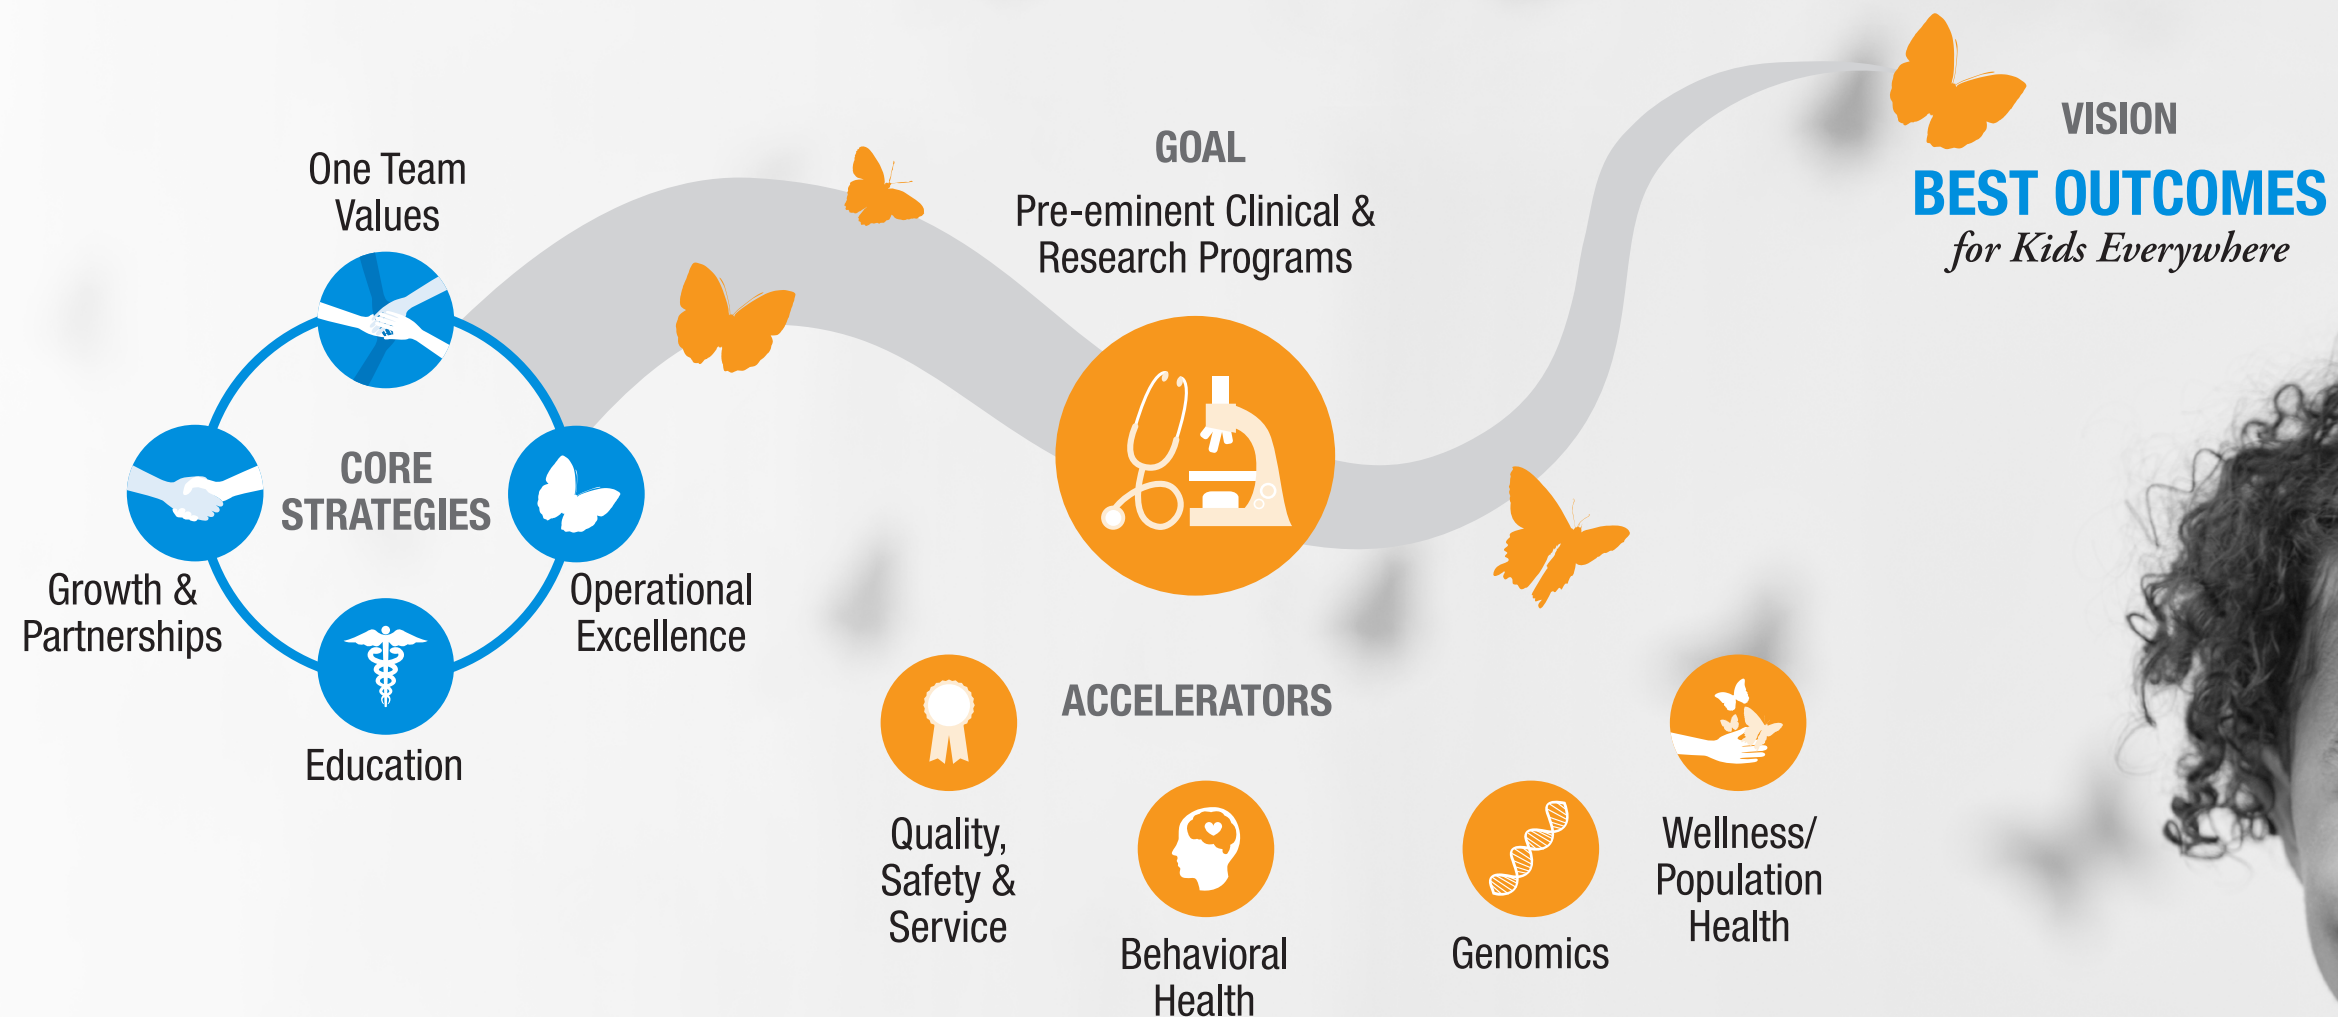 One Team
Values
CORE
STRATEGIES
Growth &
Partnerships
Operational
Excellence
Education
GOAL
Pre-eminent Clinical &
Research Programs
VISION
BEST OUTCOMES
for Kids Everywhere
ACCELERATORS
Quality,
Safety &
Service
Behavioral
Health
Genomics
Wellness/
Population
Health